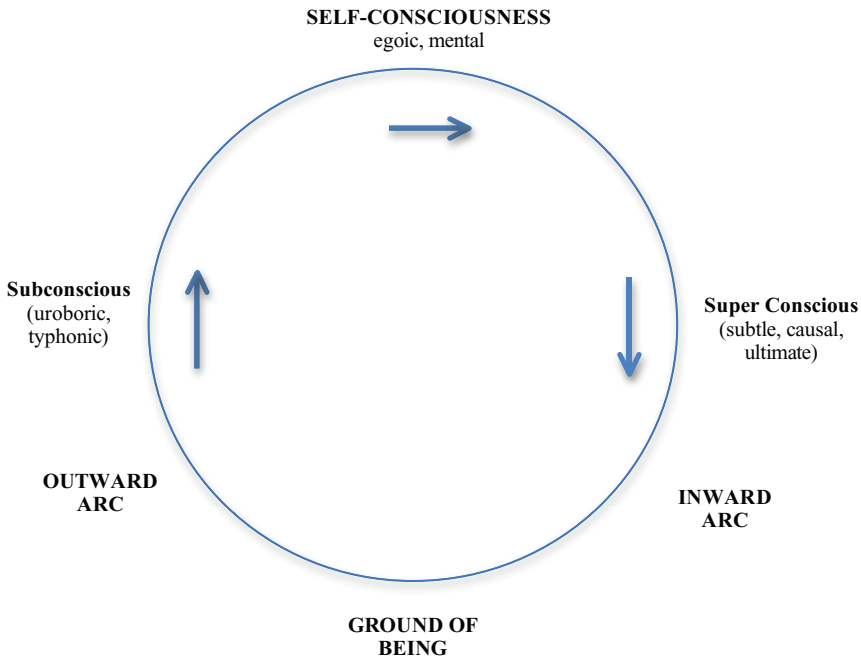 SELF-CONSCIOUSNESS
egoic, mental
Subconscious
(uroboric,
typhonic)
Super Conscious
(subtle, causal,
ultimate)
OUTWARD
ARC
INWARD
ARC
GROUND OF
BEING